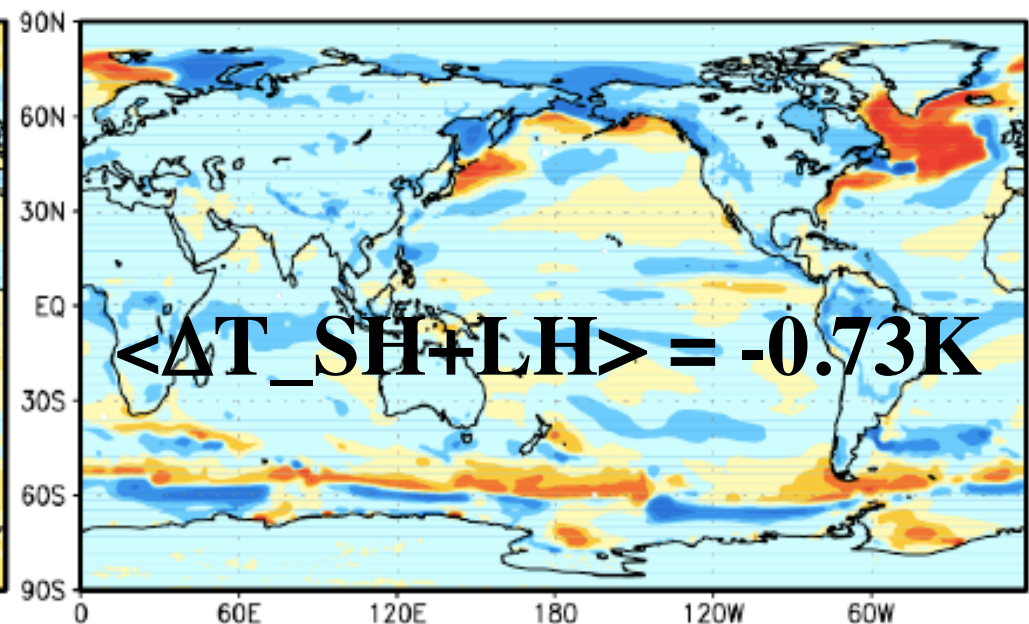 90N
60N
30N
EQ
<ΔT_SH+LH> = -0.73K
30S
60S
90S
0 60E 120E 180 120W 60W